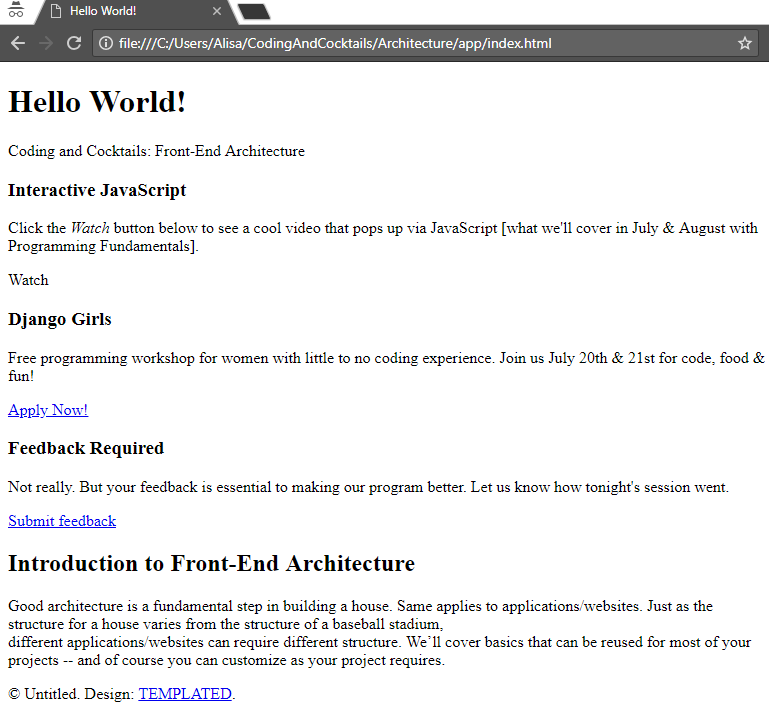 Hello World!
file:///C:/Users/Alisa/CodingAndCocktails/Architecture/app/index.html
Hello World!
Coding and Cocktails: Front-End Architecture
Interactive JavaScript
Click the Watch button below to see a cool video that pops up via JavaScript [what we'll cover in July & August with
Programming Fundamentals].
Watch
Django Girls
Free programming workshop for women with little to no coding experience. Join us July 20th & 21st for code, food &
fun!
Apply Now!
Feedback Required
Not really. But your feedback is essential to making our program better. Let us know how tonight's session went.
Submit feedback
Introduction to Front-End Architecture
Good architecture is a fundamental step in building a house. Same applies to applications/websites. Just as the
structure for a house varies from the structure of a baseball stadium,
different applications/websites can require different structure. We’ll cover basics that can be reused for most of your
projects -- and of course you can customize as your project requires.
© Untitled. Design: TEMPLATED.